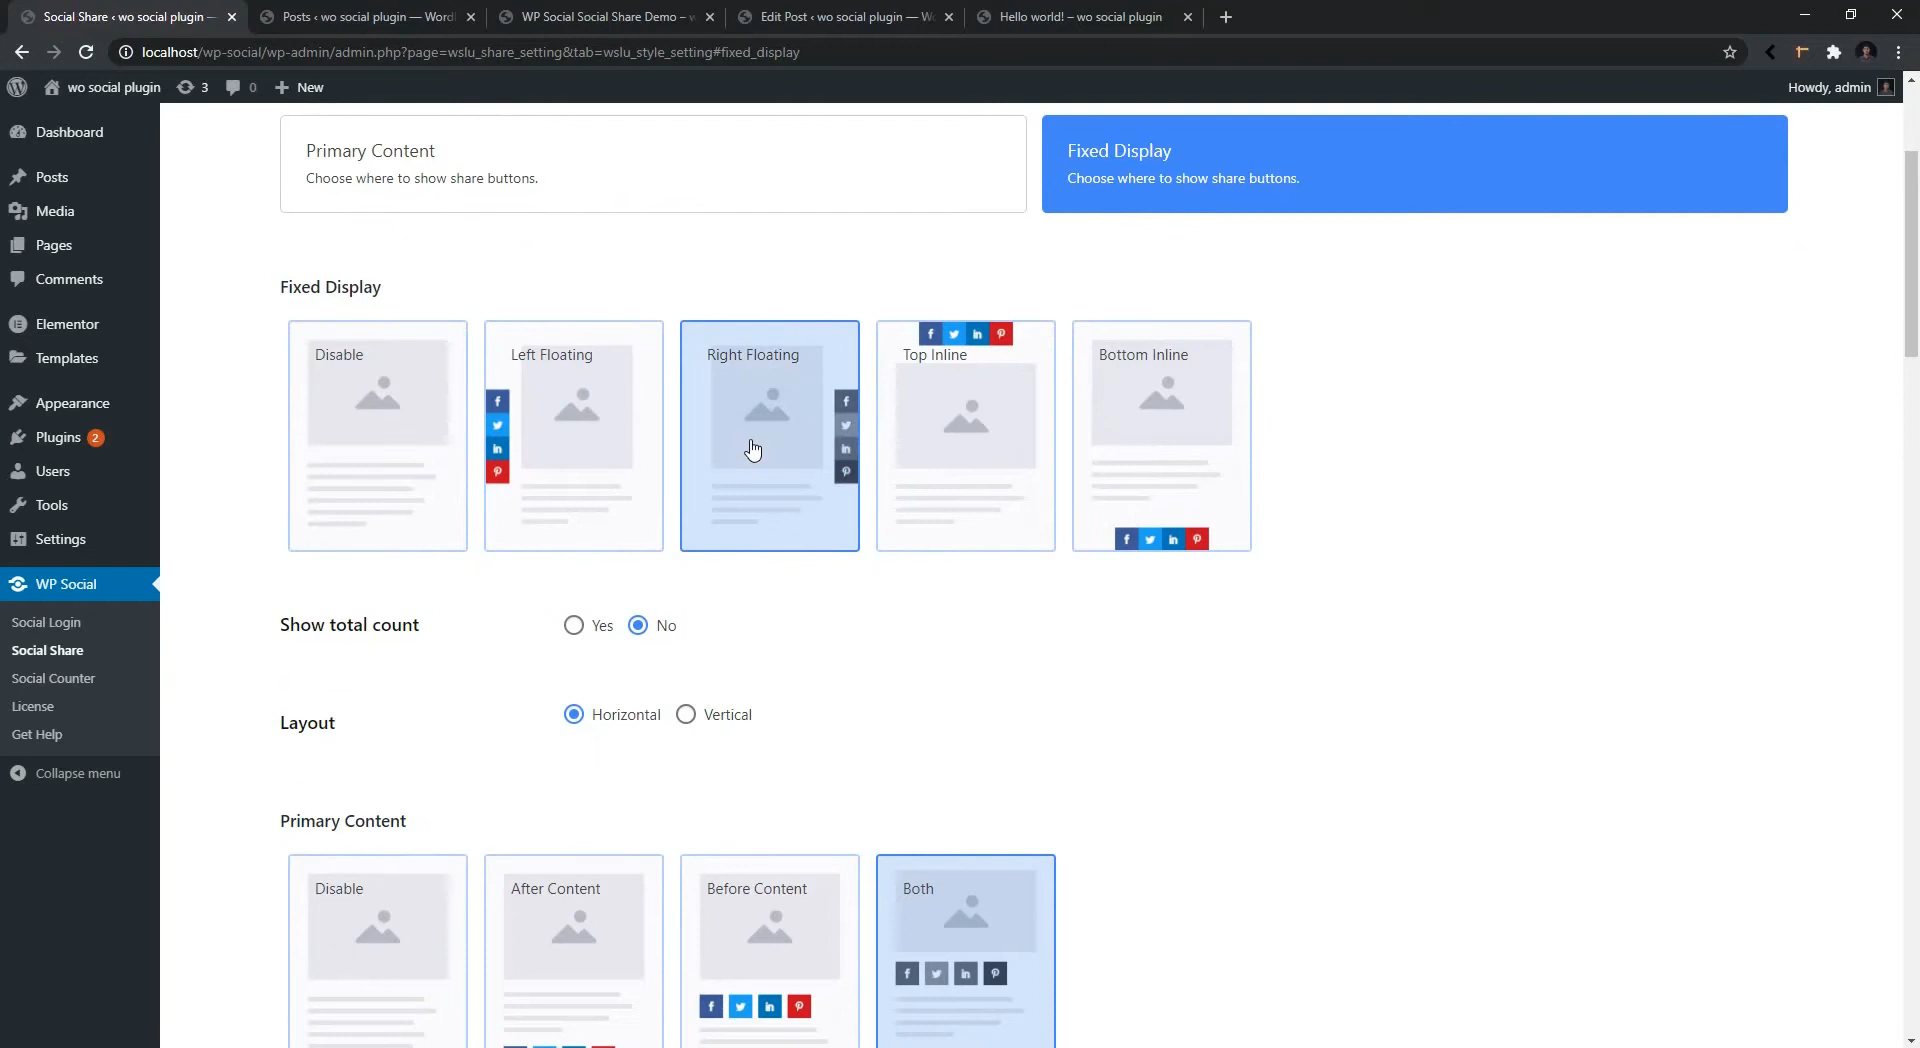 Social Share ‹ wo social plugin —
Posts ‹ wo social plugin — Word
WP Social Social Share Demo –
Edit Post ‹ wo social plugin — W
Hello world! – wo social plugin
localhost/wp-social/wp-admin/admin.php?page=wslu_share_setting&tab=wslu_style_setting#fixed_display
wo social plugin
3
0
New
Howdy, admin
Dashboard
Posts
Media
Pages
Comments
Elementor
Templates
Appearance
Plugins 2
Users
Tools
Settings
WP Social
Social Login
Social Share
Social Counter
License
Get Help
Collapse menu
Primary Content
Choose where to show share buttons.
Fixed Display
Choose where to show share buttons.
Fixed Display
Disable
Left Floating
Right Floating
Top Inline
Bottom Inline
Show total count
Yes
No
Layout
Horizontal
Vertical
Primary Content
Disable
After Content
Before Content
Both